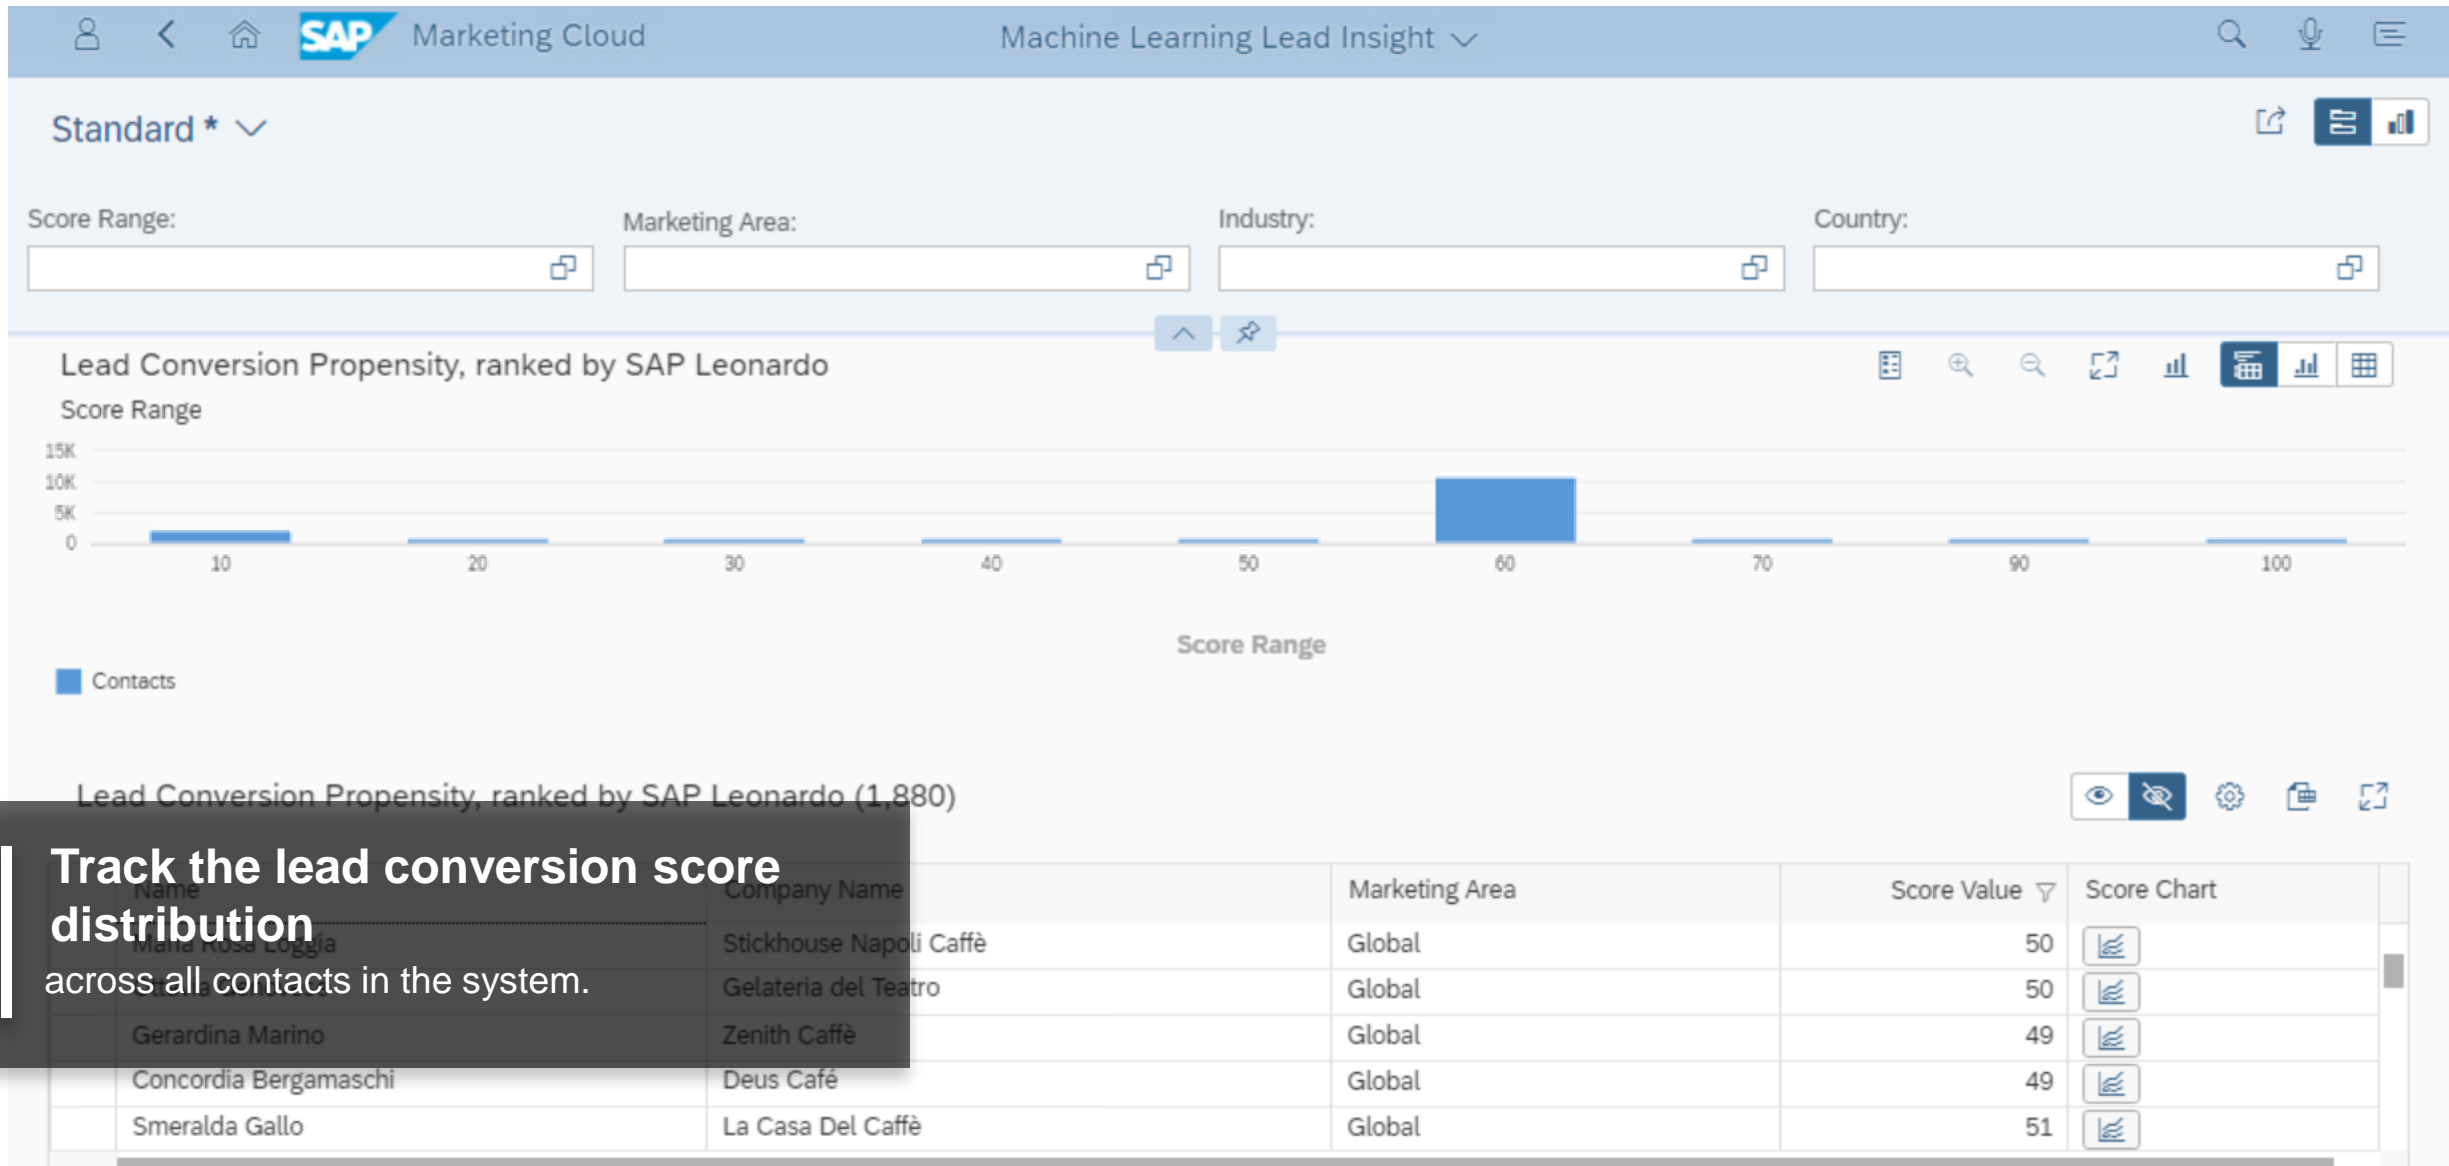 SAP Marketing Cloud Machine Learning Lead Insight
Standard *
Score Range: Marketing Area: Industry: Country:
Lead Conversion Propensity, ranked by SAP Leonardo
Score Range
15K
10K
5K
0
10 20 30 40 50 60 70 90 100
Score Range
Contacts
Lead Conversion Propensity, ranked by SAP Leonardo (1,880)
Track the lead conversion score
distribution
across all contacts in the system.
Name Company Name Marketing Area Score Value Score Chart
Maria Rosa Loggia Stickhouse Napoli Caffè Global 50
Gelateria del Teatro Global 50
Gerardina Marino Zenith Caffè Global 49
Concordia Bergamaschi Deus Café Global 49
Smeralda Gallo La Casa Del Caffè Global 51